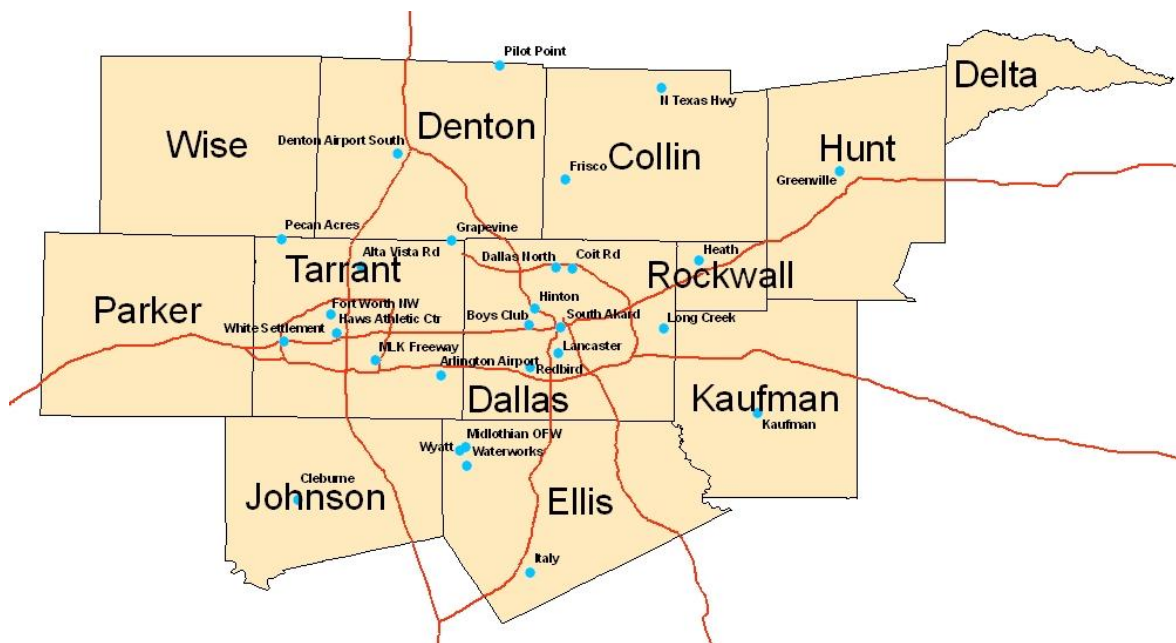 Pilot Point
Delta
N Texas Hwy
Denton
Wise
Denton Airport South
Collin
Hunt
Frisco
Greenville
Pecan Acres
Grapevine
Alta Vista Rd
Dallas North
Coit Rd
Heath
Tarrant
Rockwall
Parker
Fort Worth NW
Hinton
Haws Athletic Ctr
Boys Club
South Akard
Long Creek
White Settlement
MLK Freeway
Lancaster
Arlington Airport
Redbird
Dallas
Kaufman
Kaufman
Midlothian OFW
Wyatt
Waterworks
Cleburne
Johnson
Ellis
Italy